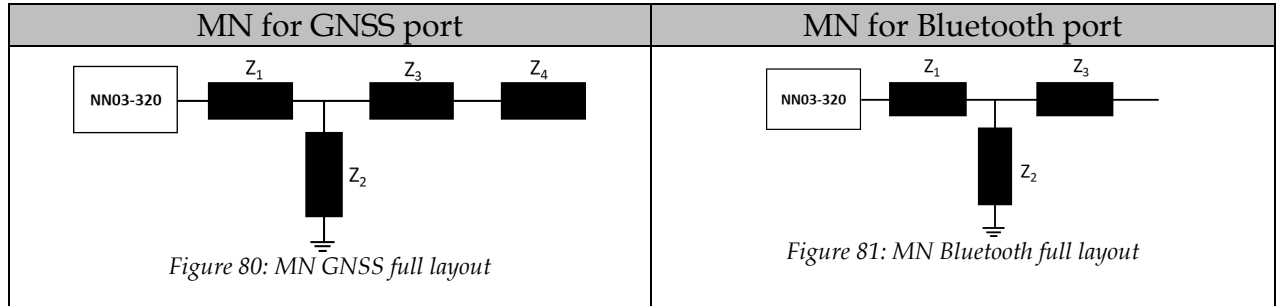 MN for GNSS port
MN for Bluetooth port
Z1 Z3 Z4
NN03-320
Z2
Figure 80: MN GNSS full layout
Z1 Z3
NN03-320
Z2
Figure 81: MN Bluetooth full layout